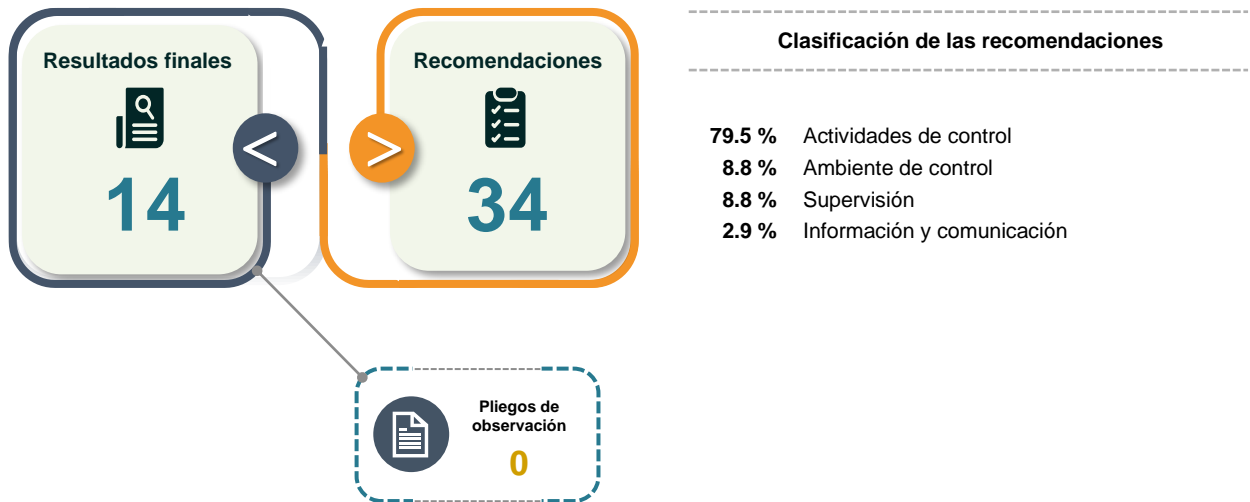 Resultados finales
14
<
>
Recomendaciones
34
Pliegos de
observación
0
Clasificación de las recomendaciones
79.5 % Actividades de control
8.8 % Ambiente de control
8.8 % Supervisión
2.9 % Información y comunicación